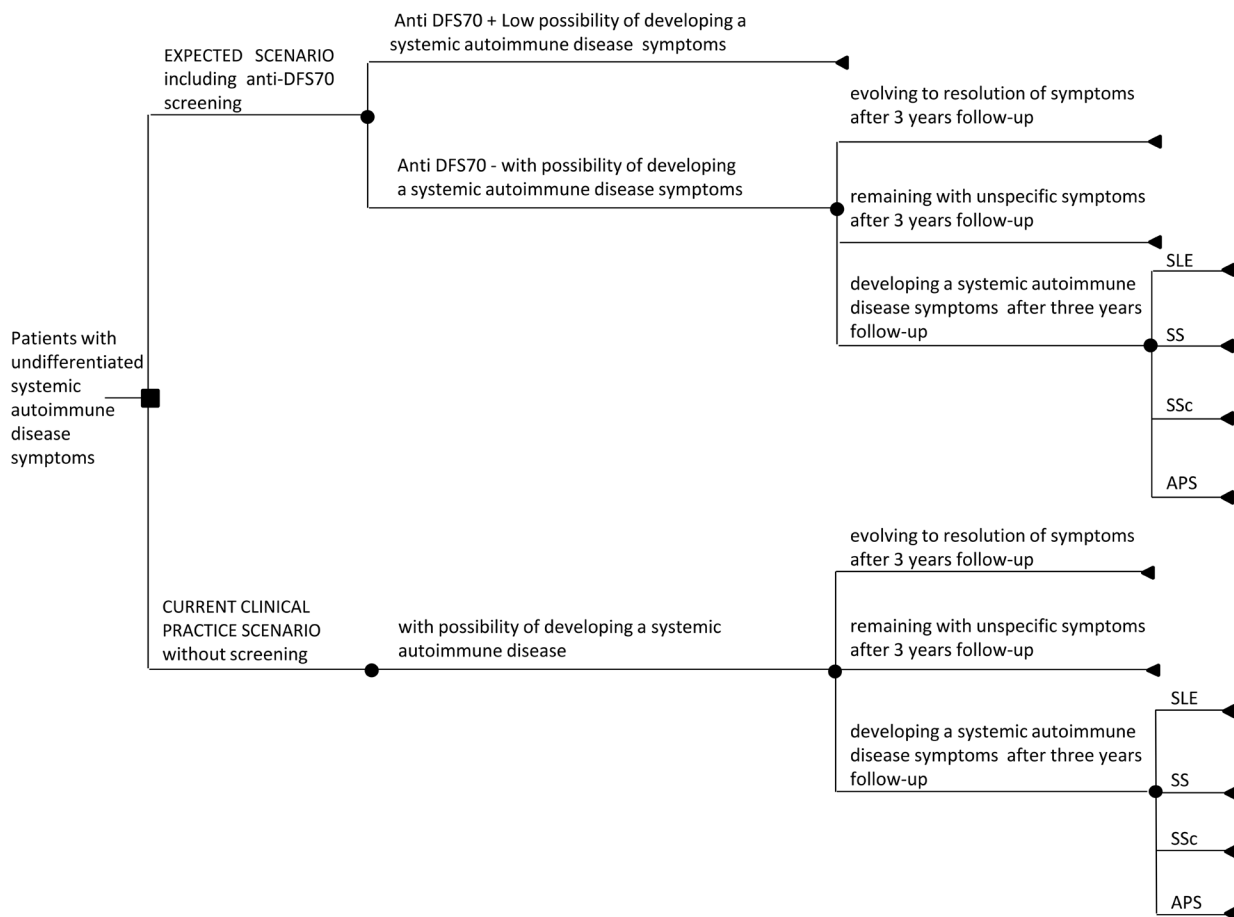 Patients with
undifferentiated
systemic
autoimmune
disease
symptoms
EXPECTED SCENARIO
including anti-DFS70
screening
Anti DFS70 + Low possibility of developing a
systemic autoimmune disease symptoms
Anti DFS70 - with possibility of developing
a systemic autoimmune disease symptoms
evolving to resolution of symptoms
after 3 years follow-up
remaining with unspecific symptoms
after 3 years follow-up
developing a systemic autoimmune
disease symptoms after three years
follow-up
SLE
SS
SSc
APS
CURRENT CLINICAL
PRACTICE SCENARIO
without screening
with possibility of developing a systemic
autoimmune disease
evolving to resolution of symptoms
after 3 years follow-up
remaining with unspecific symptoms
after 3 years follow-up
developing a systemic autoimmune
disease symptoms after three years
follow-up
SLE
SS
SSc
APS